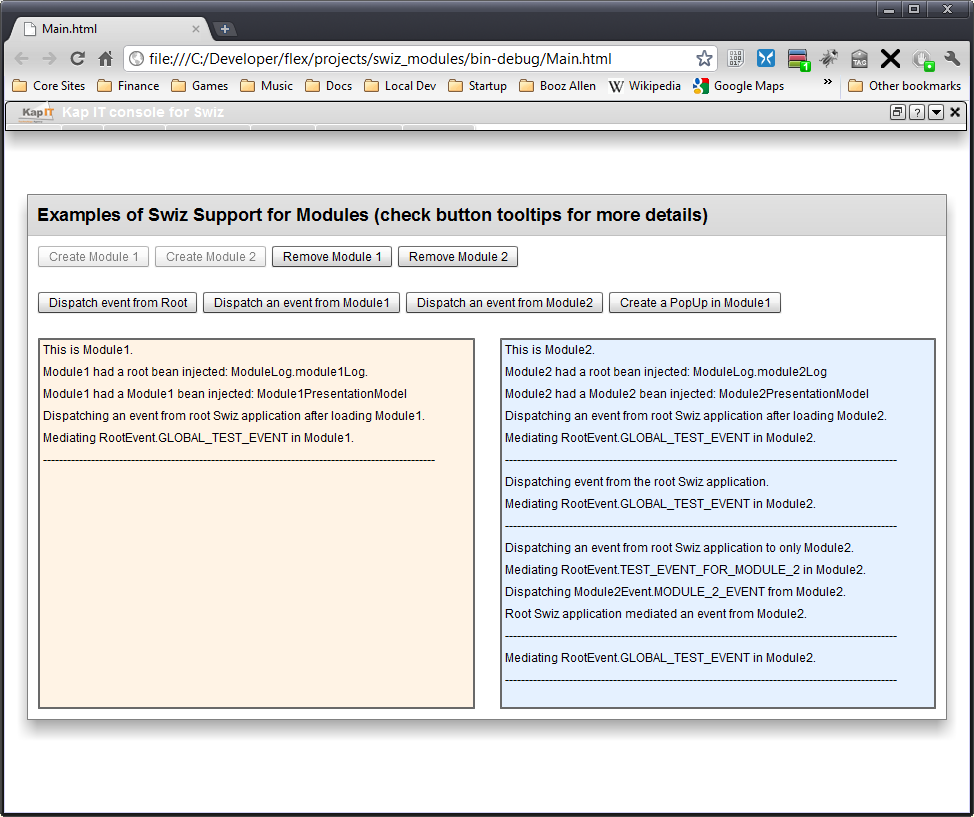 Main.html
file:///C:/Developer/flex/projects/swiz_modules/bin-debug/Main.html
Core Sites Finance Games Music Docs Local Dev Startup Booz Allen Wikipedia Google Maps » Other bookmarks
KapIT Kap IT console for Swiz
Examples of Swiz Support for Modules (check button tooltips for more details)
Create Module 1 Create Module 2 Remove Module 1 Remove Module 2
Dispatch event from Root Dispatch an event from Module1 Dispatch an event from Module2 Create a PopUp in Module1
This is Module1.
Module1 had a root bean injected: ModuleLog.module1Log.
Module1 had a Module1 bean injected: Module1PresentationModel
Dispatching an event from root Swiz application after loading Module1.
Mediating RootEvent.GLOBAL_TEST_EVENT in Module1.
This is Module2.
Module2 had a root bean injected: ModuleLog.module2Log
Module2 had a Module2 bean injected: Module2PresentationModel
Dispatching an event from root Swiz application after loading Module2.
Mediating RootEvent.GLOBAL_TEST_EVENT in Module2.
Dispatching event from the root Swiz application.
Mediating RootEvent.GLOBAL_TEST_EVENT in Module2.
Dispatching an event from root Swiz application to only Module2.
Mediating RootEvent.TEST_EVENT_FOR_MODULE_2 in Module2.
Dispatching Module2Event.MODULE_2_EVENT from Module2.
Root Swiz application mediated an event from Module2.
Mediating RootEvent.GLOBAL_TEST_EVENT in Module2.